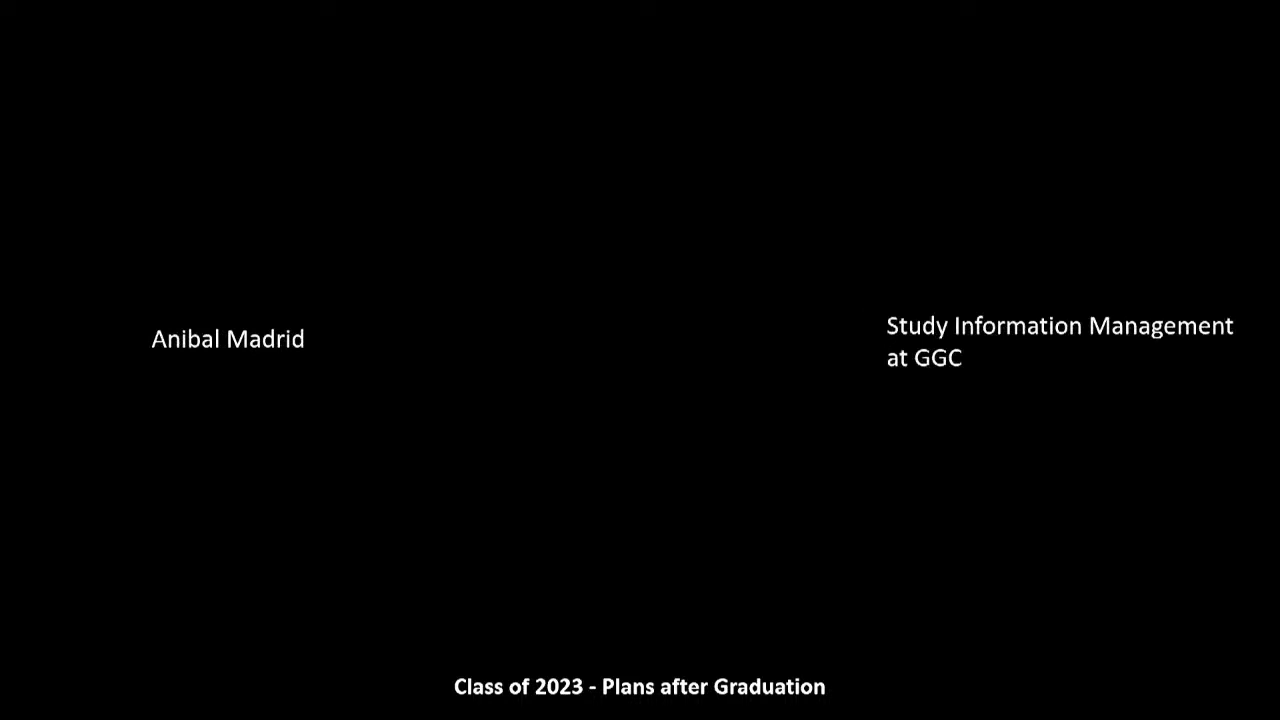 Anibal Madrid
Study Information Management
at GGC
Class of 2023 - Plans after Graduation